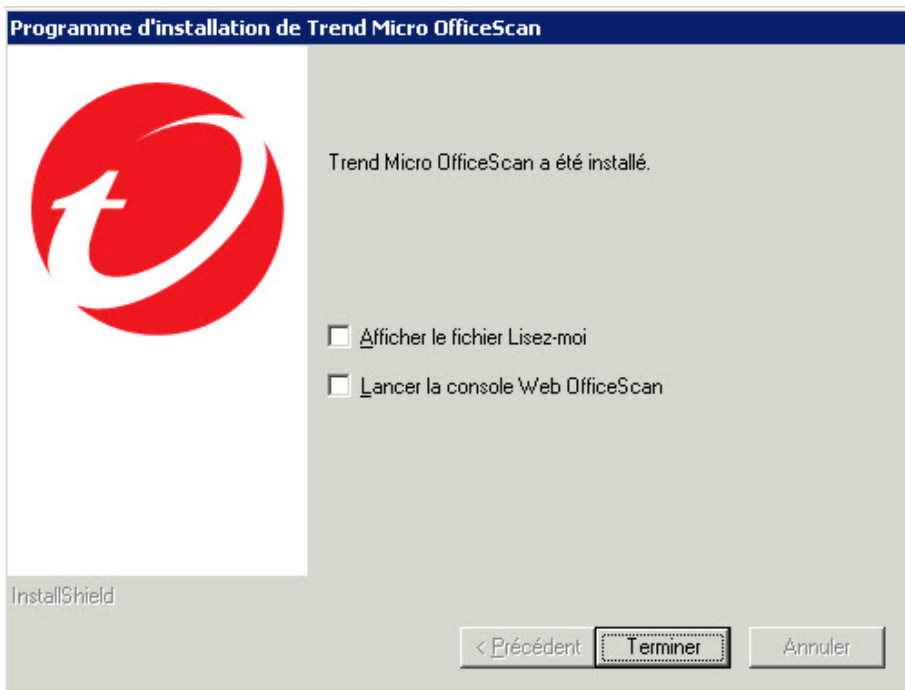 Programme d'installation de Trend Micro OfficeScan
Trend Micro OfficeScan a été installé.
Afficher le fichier Lisez-moi
Lancer la console Web OfficeScan
InstallShield
< Précédent
Terminer
Annuler